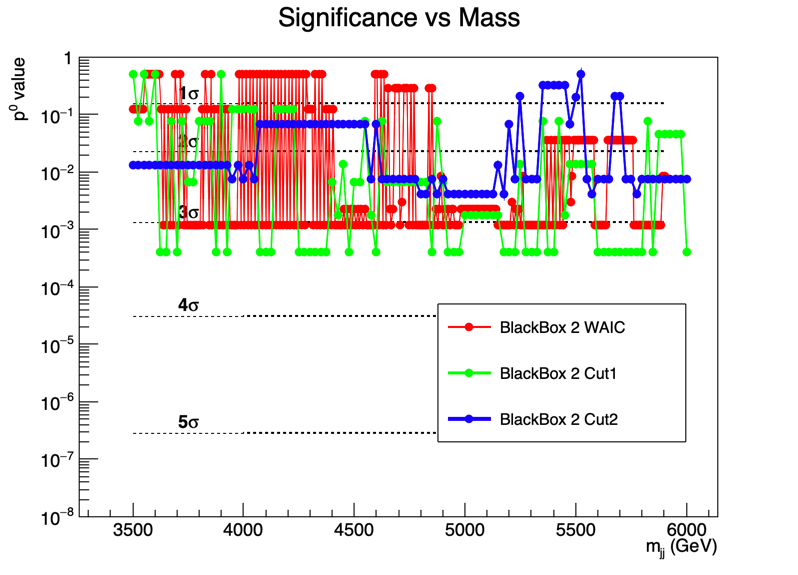 Significance vs Mass
p⁰ value
1
10⁻¹
10⁻²
10⁻³
10⁻⁴
10⁻⁵
10⁻⁶
10⁻⁷
10⁻⁸
1σ
2σ
3σ
4σ
5σ
BlackBox 2 WAIC
BlackBox 2 Cut1
BlackBox 2 Cut2
3500 4000 4500 5000 5500 6000
m_jj (GeV)